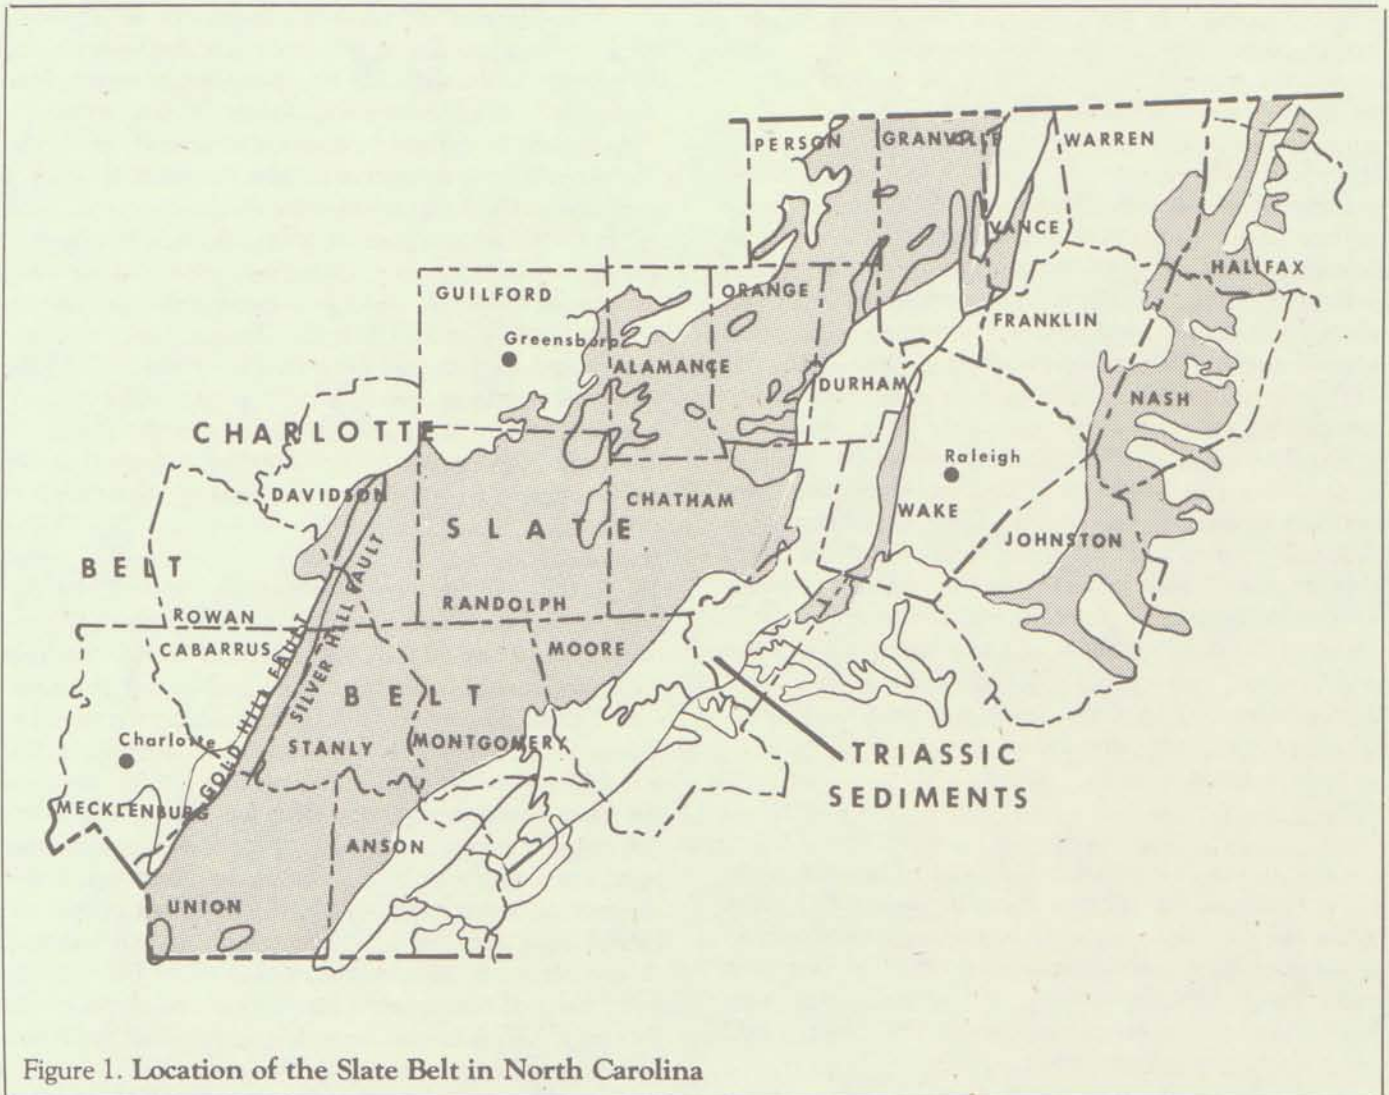 PERSON
GRANVILLE
WARREN
VANCE
HALIFAX
GUILFORD
ORANGE
FRANKLIN
Greensboro
ALAMANCE
DURHAM
NASH
CHARLOTTE
BELT
Raleigh
DAVIDSON
CHATHAM
WAKE
SLATE
BELT
JOHNSTON
RANDOLPH
ROWAN
CABARRUS
MOORE
GOLD HILL FAULT
SILVER HILL FAULT
Charlotte
STANLY
MONTGOMERY
TRIASSIC
SEDIMENTS
MECKLENBURG
ANSON
UNION
Figure 1. Location of the Slate Belt in North Carolina